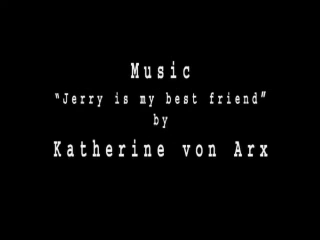 Music
“Jerry is my best friend”
by
Katherine von Arx